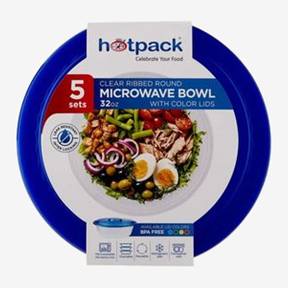 hotpack
Celebrate Your Food
5
sets
CLEAR RIBBED ROUND
MICROWAVE BOWL
32oz
WITH COLOR LIDS
AVAILABLE LID COLORS
BPA FREE